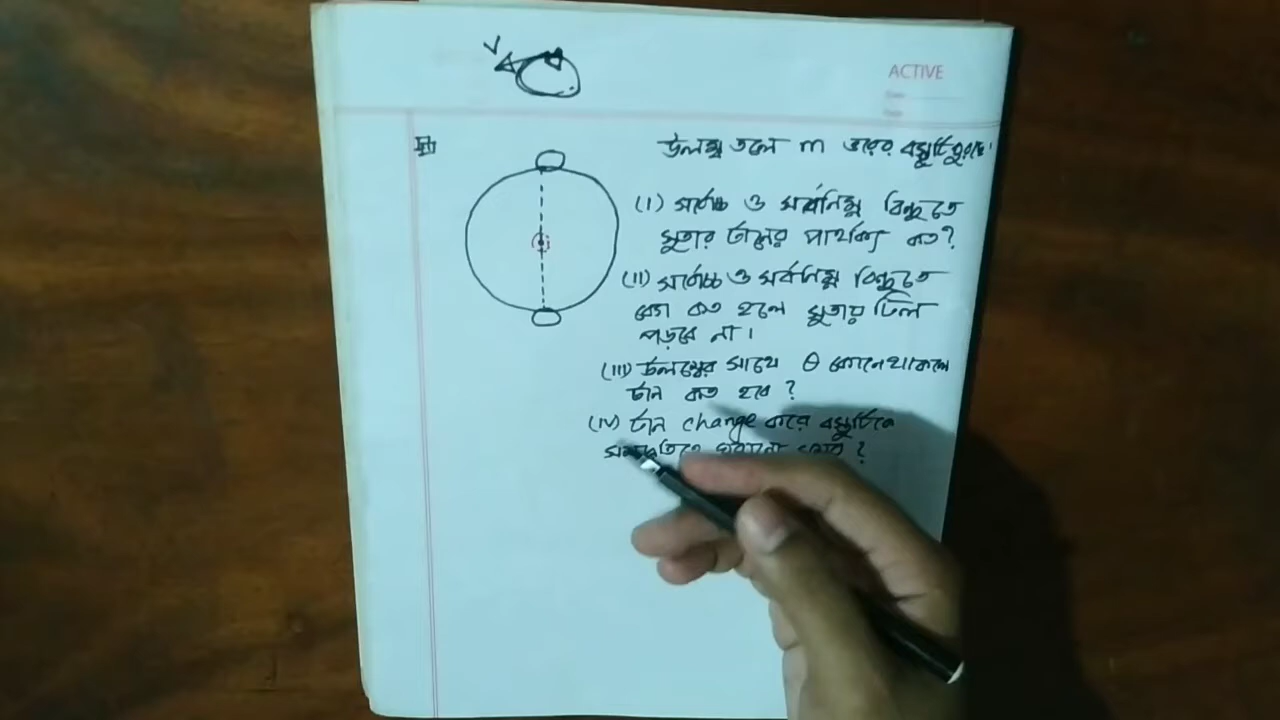 V
ACTIVE
উলম্ব তলে m ভরের বস্তুটি ঘুরছে।
(I) সর্বোচ্চ ও সর্বনিম্ন বিন্দুতে
সুতার টানের পার্থক্য কত?
(II) সর্বোচ্চ ও সর্বনিম্ন বিন্দুতে
বেগ কত হলে সুতায় ঢিল
পড়বে না।
(III) উলম্বের সাথে θ কোনে থাকলে
টান কত হবে?
(IV) টান change করে বস্তুটিকে
?